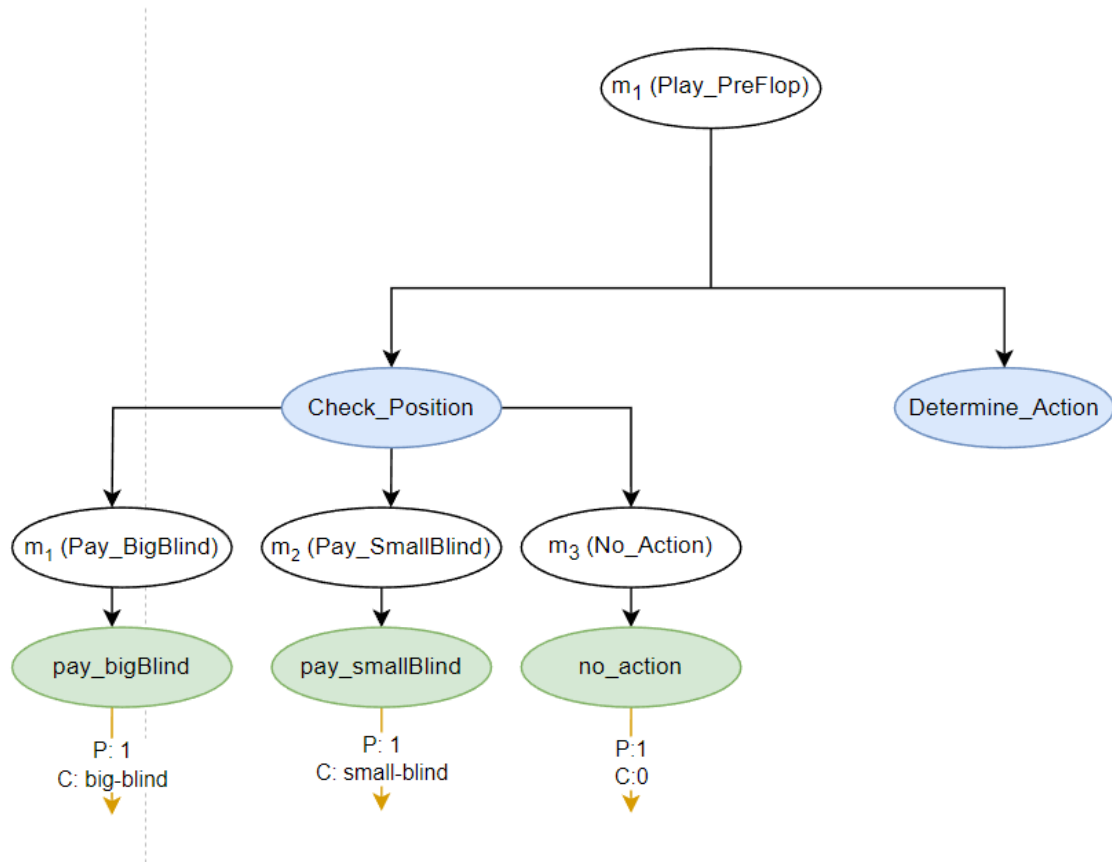 m₁ (Play_PreFlop)
Check_Position
Determine_Action
m₁ (Pay_BigBlind)
m₂ (Pay_SmallBlind)
m₃ (No_Action)
pay_bigBlind
pay_smallBlind
no_action
P: 1
C: big-blind
P: 1
C: small-blind
P:1
C:0